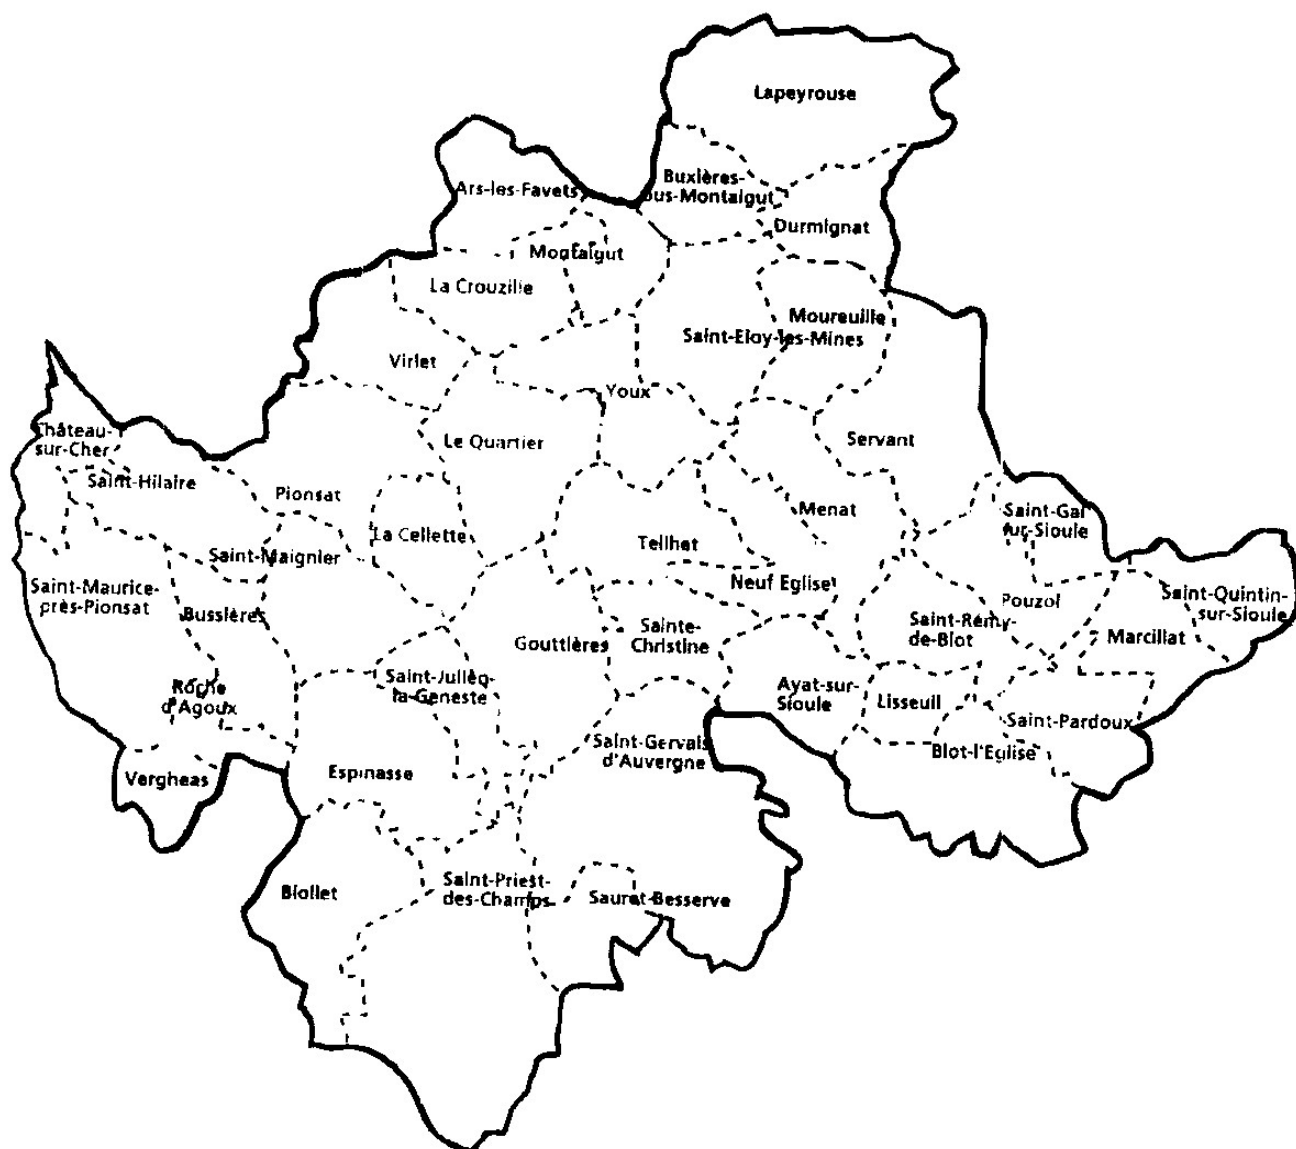 Lapeyrouse
Ars-les-Favets
Buxières-
sous-Montaigut
Durmignat
Montaigut
La Crouzille
Moureuille
Saint-Eloy-les-Mines
Virlet
Youx
Château-
sur-Cher
Le Quartier
Servant
Saint-Hilaire
Pionsat
Menat
Saint-Gal
sur-Sioule
La Cellette
Saint-Maignier
Teilhet
Neuf Eglise
Saint-Maurice-
près-Pionsat
Bussières
Pouzol
Saint-Quintin-
sur-Sioule
Gouttières
Sainte-
Christine
Saint-Rémy-
de-Blot
Marcillat
Saint-Julien-
la-Geneste
Roche
d'Agoux
Ayat-sur-
Sioule
Lisseuil
Saint-Pardoux
Saint-Gervais
d'Auvergne
Blot-l'Eglise
Vergheas
Espinasse
Biollet
Saint-Priest-
des-Champs
Sauret-Besserve